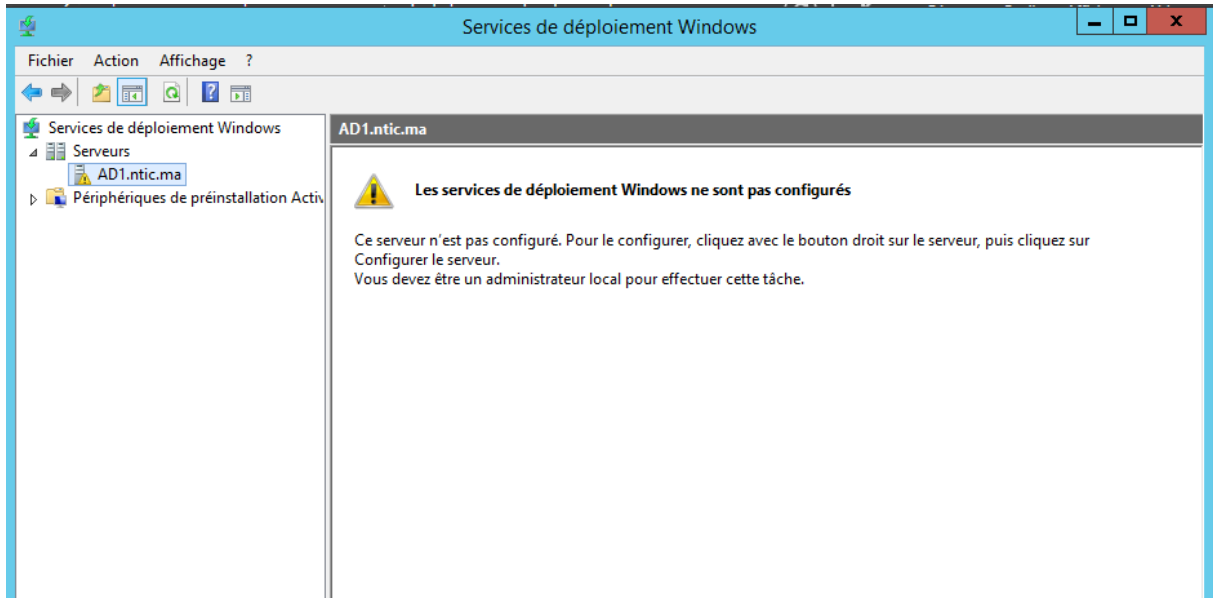 Services de déploiement Windows
Fichier Action Affichage ?
Services de déploiement Windows
Serveurs
AD1.ntic.ma
Périphériques de préinstallation Activ
AD1.ntic.ma
Les services de déploiement Windows ne sont pas configurés
Ce serveur n'est pas configuré. Pour le configurer, cliquez avec le bouton droit sur le serveur, puis cliquez sur
Configurer le serveur.
Vous devez être un administrateur local pour effectuer cette tâche.